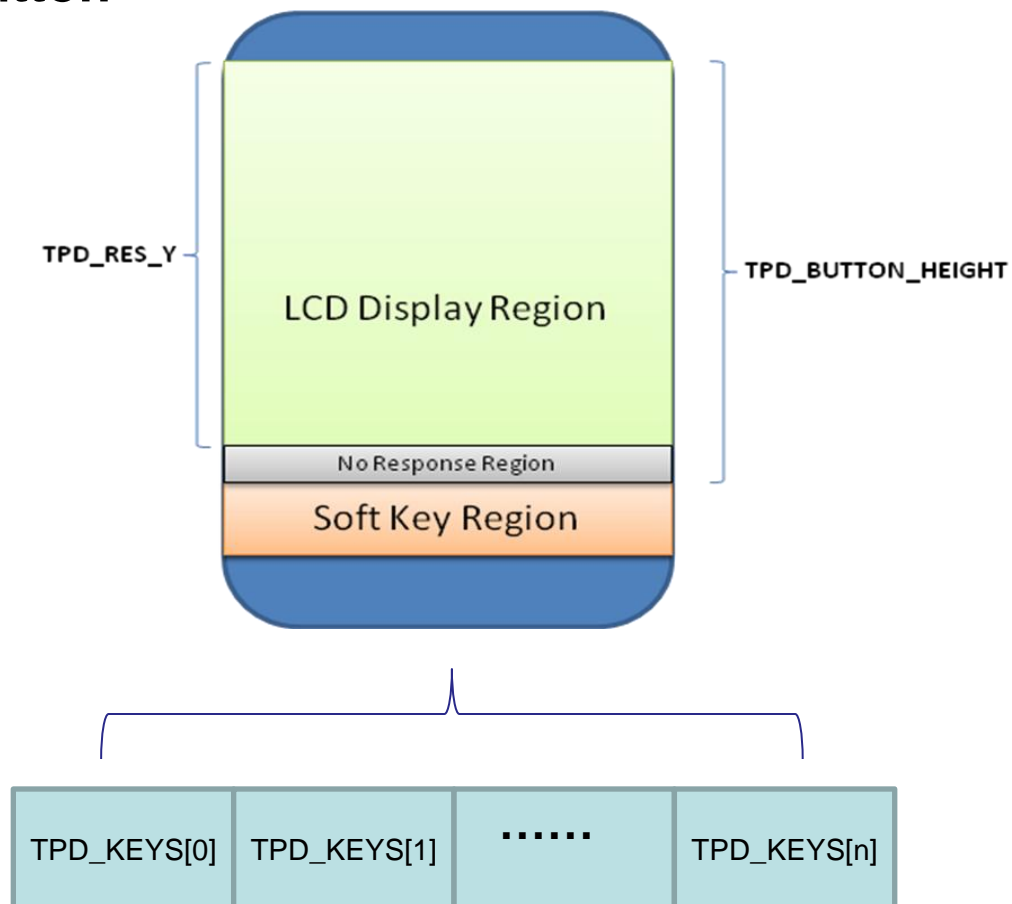 TPD_RES_Y
TPD_BUTTON_HEIGHT
LCD Display Region
No Response Region
Soft Key Region
TPD_KEYS[0] TPD_KEYS[1] ...... TPD_KEYS[n]